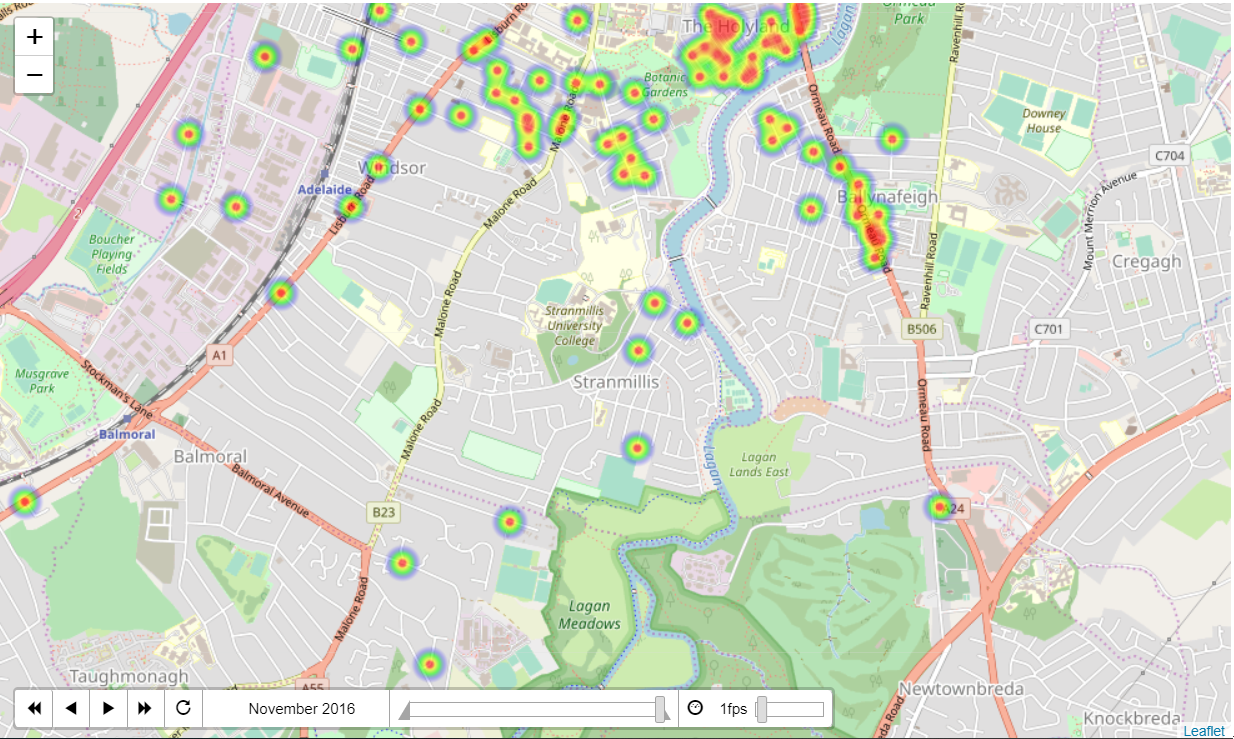 +
−
The Holyland
Lagan
Ormeau
Park
Ravenhill Road
Botanic
Gardens
Ormeau Road
Downey
House
C704
Malone Road
Windsor
Adelaide
Lisburn Road
Malone Road
Ballynafeigh
Ormeau Road
Mount Merrion Avenue
2
Boucher
Playing
Fields
Ravenhill Road
Cregagh
Malone Road
Stranmillis
University
College
B506
C701
A1
Musgrave
Park
Stockman's Lane
Stranmillis
Ormeau Road
Malone Road
Balmoral
Balmoral
Balmoral Avenue
Lagan
Lagan
Lands East
B23
A24
Lagan
Meadows
Malone Road
Taughmonagh
A55
Newtownbreda
Knockbreda
November 2016
1fps
Leaflet